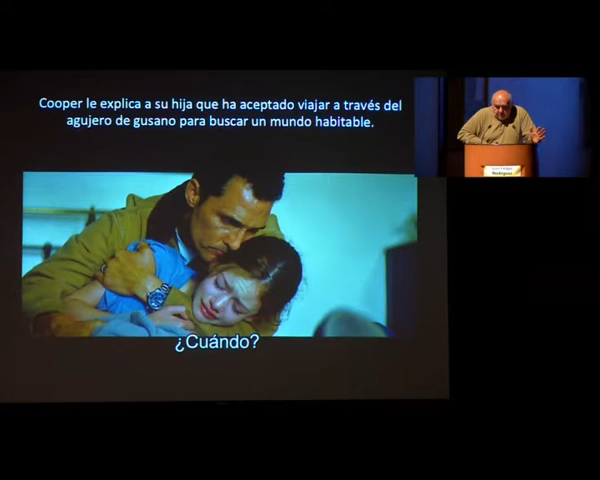 Cooper le explica a su hija que ha aceptado viajar a través del
agujero de gusano para buscar un mundo habitable.
¿Cuándo?
Rodríguez